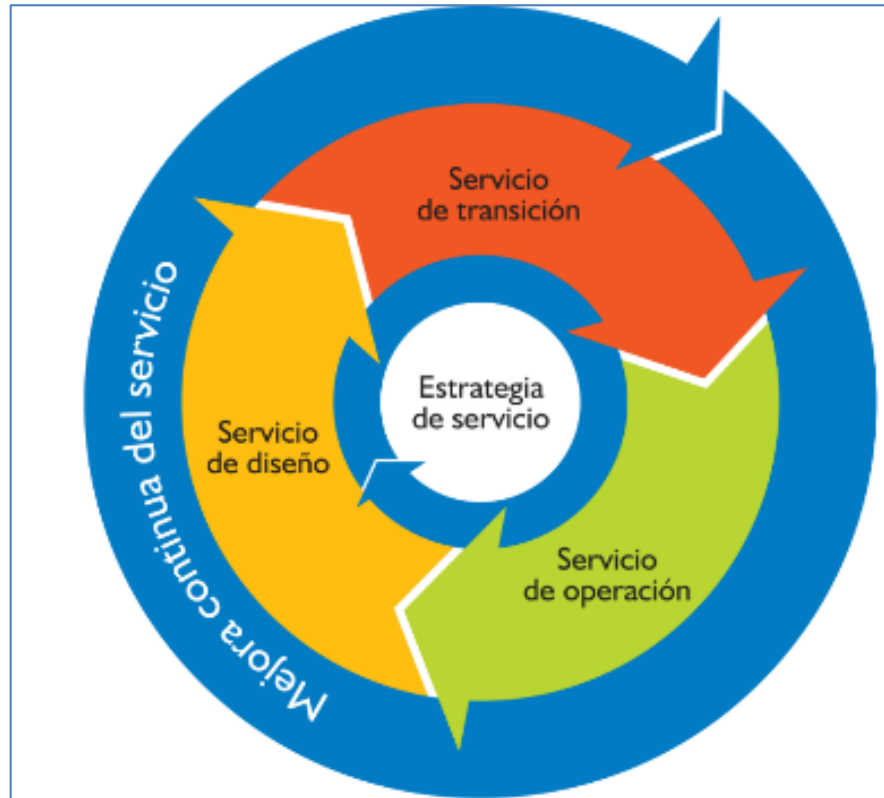 Servicio
de transición
Estrategia
de servicio
Servicio
de diseño
Servicio
de operación
Mejora continua del servicio